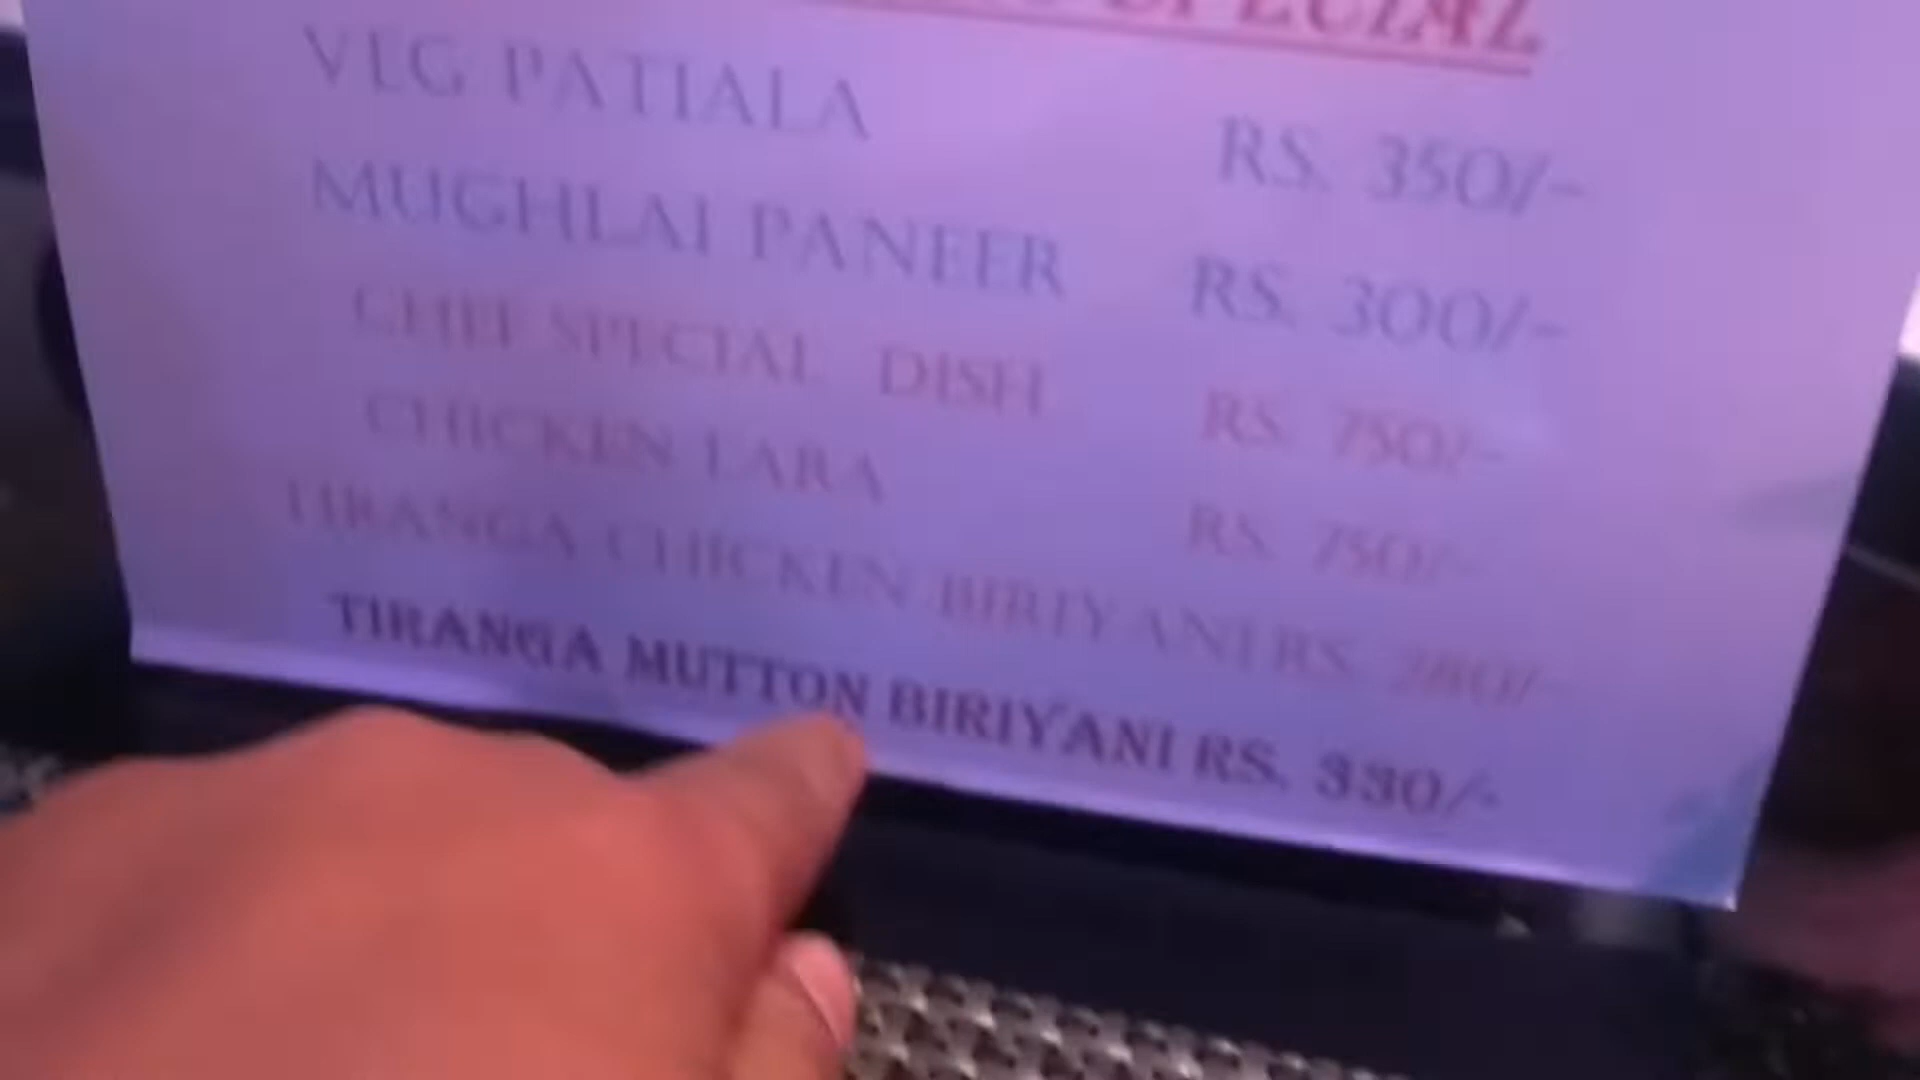 SPECIAL
VEG PATIALA RS. 350/-
MUGHLAI PANEER RS. 300/-
CHEF SPECIAL DISH RS. 750/-
CHICKEN LARA RS. 750/-
TIRANGA CHICKEN BIRIYANI RS. 280/-
TIRANGA MUTTON BIRIYANI RS. 330/-